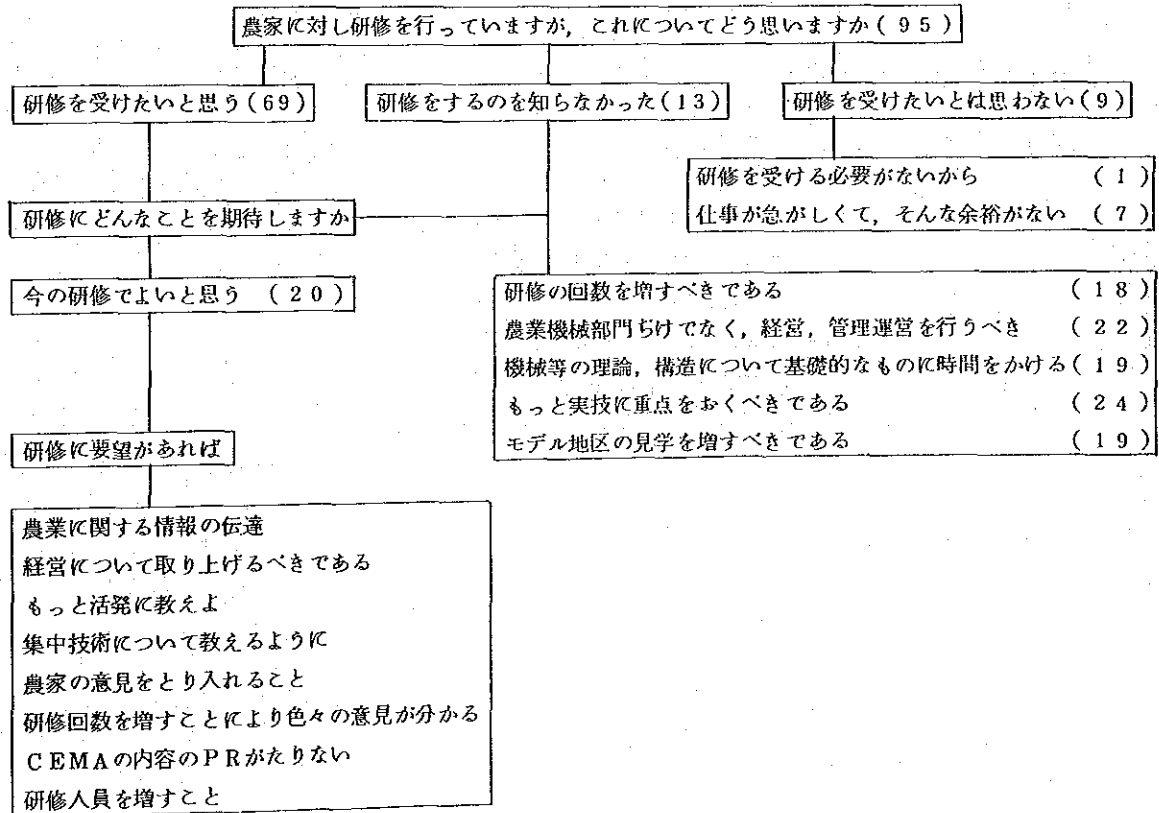 農家に対し研修を行っていますが，これについてどう思いますか（95）
研修を受けたいと思う（69）
研修をするのを知らなかった（13）
研修を受けたいとは思わない（9）
研修を受ける必要がないから （1）
仕事が急がしくて，そんな余裕がない （7）
研修にどんなことを期待しますか
今の研修でよいと思う （20）
研修の回数を増すべきである （18）
農業機械部門ぢけでなく，経営，管理運営を行うべき （22）
機械等の理論，構造について基礎的なものに時間をかける（19）
もっと実技に重点をおくべきである （24）
モデル地区の見学を増すべきである （19）
研修に要望があれば
農業に関する情報の伝達
経営について取り上げるべきである
もっと活発に教えよ
集中技術について教えるように
農家の意見をとり入れること
研修回数を増すことにより色々の意見が分かる
CEMAの内容のPRがたりない
研修人員を増すこと